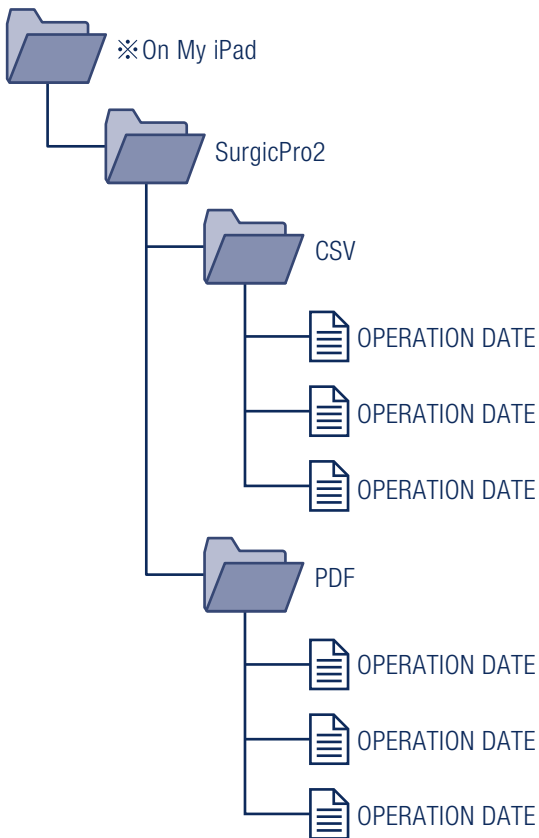 ※On My iPad
SurgicPro2
CSV
OPERATION DATE
OPERATION DATE
OPERATION DATE
PDF
OPERATION DATE
OPERATION DATE
OPERATION DATE